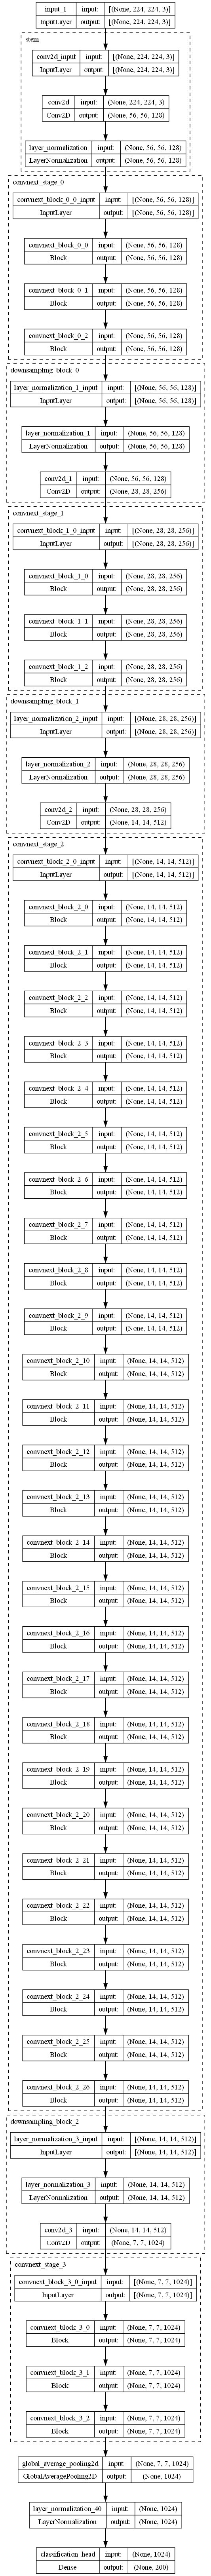 input_1 input: [(None, 224, 224, 3)]
InputLayer output: [(None, 224, 224, 3)]
stem
conv2d_input input: [(None, 224, 224, 3)]
InputLayer output: [(None, 224, 224, 3)]
conv2d input: (None, 224, 224, 3)
Conv2D output: (None, 56, 56, 128)
layer_normalization input: (None, 56, 56, 128)
LayerNormalization output: (None, 56, 56, 128)
convnext_stage_0
convnext_block_0_0_input input: [(None, 56, 56, 128)]
InputLayer output: [(None, 56, 56, 128)]
convnext_block_0_0 input: (None, 56, 56, 128)
Block output: (None, 56, 56, 128)
convnext_block_0_1 input: (None, 56, 56, 128)
Block output: (None, 56, 56, 128)
convnext_block_0_2 input: (None, 56, 56, 128)
Block output: (None, 56, 56, 128)
downsampling_block_0
layer_normalization_1_input input: [(None, 56, 56, 128)]
InputLayer output: [(None, 56, 56, 128)]
layer_normalization_1 input: (None, 56, 56, 128)
LayerNormalization output: (None, 56, 56, 128)
conv2d_1 input: (None, 56, 56, 128)
Conv2D output: (None, 28, 28, 256)
convnext_stage_1
convnext_block_1_0_input input: [(None, 28, 28, 256)]
InputLayer output: [(None, 28, 28, 256)]
convnext_block_1_0 input: (None, 28, 28, 256)
Block output: (None, 28, 28, 256)
convnext_block_1_1 input: (None, 28, 28, 256)
Block output: (None, 28, 28, 256)
convnext_block_1_2 input: (None, 28, 28, 256)
Block output: (None, 28, 28, 256)
downsampling_block_1
layer_normalization_2_input input: [(None, 28, 28, 256)]
InputLayer output: [(None, 28, 28, 256)]
layer_normalization_2 input: (None, 28, 28, 256)
LayerNormalization output: (None, 28, 28, 256)
conv2d_2 input: (None, 28, 28, 256)
Conv2D output: (None, 14, 14, 512)
convnext_stage_2
convnext_block_2_0_input input: [(None, 14, 14, 512)]
InputLayer output: [(None, 14, 14, 512)]
convnext_block_2_0 input: (None, 14, 14, 512)
Block output: (None, 14, 14, 512)
convnext_block_2_1 input: (None, 14, 14, 512)
Block output: (None, 14, 14, 512)
convnext_block_2_2 input: (None, 14, 14, 512)
Block output: (None, 14, 14, 512)
convnext_block_2_3 input: (None, 14, 14, 512)
Block output: (None, 14, 14, 512)
convnext_block_2_4 input: (None, 14, 14, 512)
Block output: (None, 14, 14, 512)
convnext_block_2_5 input: (None, 14, 14, 512)
Block output: (None, 14, 14, 512)
convnext_block_2_6 input: (None, 14, 14, 512)
Block output: (None, 14, 14, 512)
convnext_block_2_7 input: (None, 14, 14, 512)
Block output: (None, 14, 14, 512)
convnext_block_2_8 input: (None, 14, 14, 512)
Block output: (None, 14, 14, 512)
convnext_block_2_9 input: (None, 14, 14, 512)
Block output: (None, 14, 14, 512)
convnext_block_2_10 input: (None, 14, 14, 512)
Block output: (None, 14, 14, 512)
convnext_block_2_11 input: (None, 14, 14, 512)
Block output: (None, 14, 14, 512)
convnext_block_2_12 input: (None, 14, 14, 512)
Block output: (None, 14, 14, 512)
convnext_block_2_13 input: (None, 14, 14, 512)
Block output: (None, 14, 14, 512)
convnext_block_2_14 input: (None, 14, 14, 512)
Block output: (None, 14, 14, 512)
convnext_block_2_15 input: (None, 14, 14, 512)
Block output: (None, 14, 14, 512)
convnext_block_2_16 input: (None, 14, 14, 512)
Block output: (None, 14, 14, 512)
convnext_block_2_17 input: (None, 14, 14, 512)
Block output: (None, 14, 14, 512)
convnext_block_2_18 input: (None, 14, 14, 512)
Block output: (None, 14, 14, 512)
convnext_block_2_19 input: (None, 14, 14, 512)
Block output: (None, 14, 14, 512)
convnext_block_2_20 input: (None, 14, 14, 512)
Block output: (None, 14, 14, 512)
convnext_block_2_21 input: (None, 14, 14, 512)
Block output: (None, 14, 14, 512)
convnext_block_2_22 input: (None, 14, 14, 512)
Block output: (None, 14, 14, 512)
convnext_block_2_23 input: (None, 14, 14, 512)
Block output: (None, 14, 14, 512)
convnext_block_2_24 input: (None, 14, 14, 512)
Block output: (None, 14, 14, 512)
convnext_block_2_25 input: (None, 14, 14, 512)
Block output: (None, 14, 14, 512)
convnext_block_2_26 input: (None, 14, 14, 512)
Block output: (None, 14, 14, 512)
downsampling_block_2
layer_normalization_3_input input: [(None, 14, 14, 512)]
InputLayer output: [(None, 14, 14, 512)]
layer_normalization_3 input: (None, 14, 14, 512)
LayerNormalization output: (None, 14, 14, 512)
conv2d_3 input: (None, 14, 14, 512)
Conv2D output: (None, 7, 7, 1024)
convnext_stage_3
convnext_block_3_0_input input: [(None, 7, 7, 1024)]
InputLayer output: [(None, 7, 7, 1024)]
convnext_block_3_0 input: (None, 7, 7, 1024)
Block output: (None, 7, 7, 1024)
convnext_block_3_1 input: (None, 7, 7, 1024)
Block output: (None, 7, 7, 1024)
convnext_block_3_2 input: (None, 7, 7, 1024)
Block output: (None, 7, 7, 1024)
global_average_pooling2d input: (None, 7, 7, 1024)
GlobalAveragePooling2D output: (None, 1024)
layer_normalization_40 input: (None, 1024)
LayerNormalization output: (None, 1024)
classification_head input: (None, 1024)
Dense output: (None, 200)